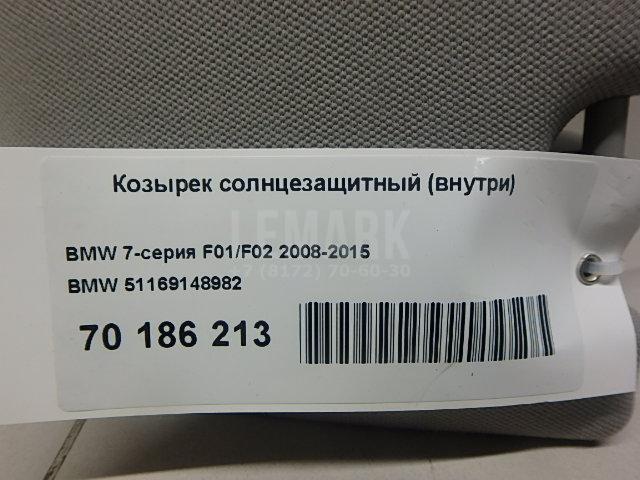 Козырек солнцезащитный (внутри)
LEMARK
+7 (8172) 70-60-30
BMW 7-серия F01/F02 2008-2015
BMW 51169148982
70 186 213